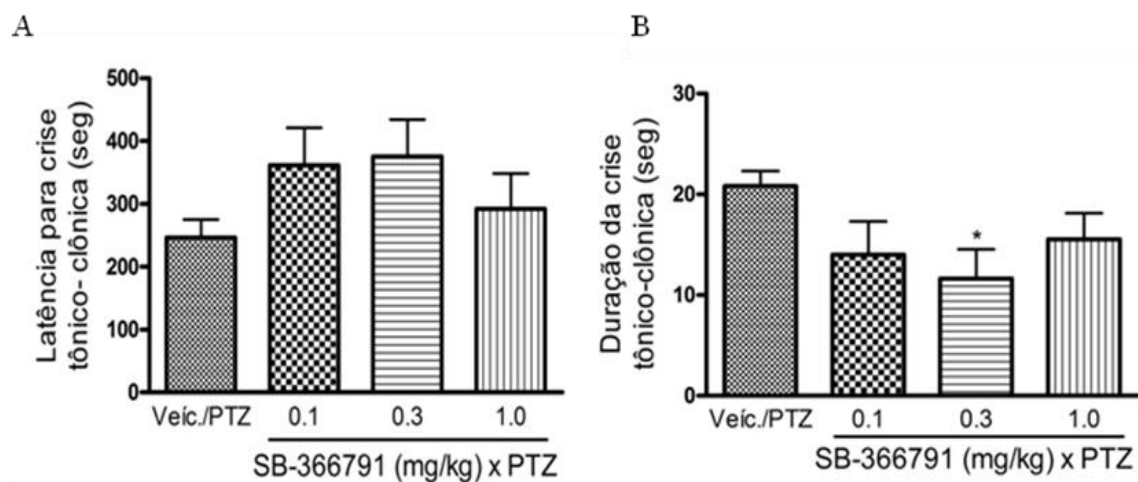 A
Latência para crise
tônico- clônica (seg)
500
400
300
200
100
0
Veíc./PTZ
0.1
0.3
1.0
SB-366791 (mg/kg) x PTZ
B
Duração da crise
tônico-clônica (seg)
30
20
10
0
*
Veíc./PTZ
0.1
0.3
1.0
SB-366791 (mg/kg) x PTZ